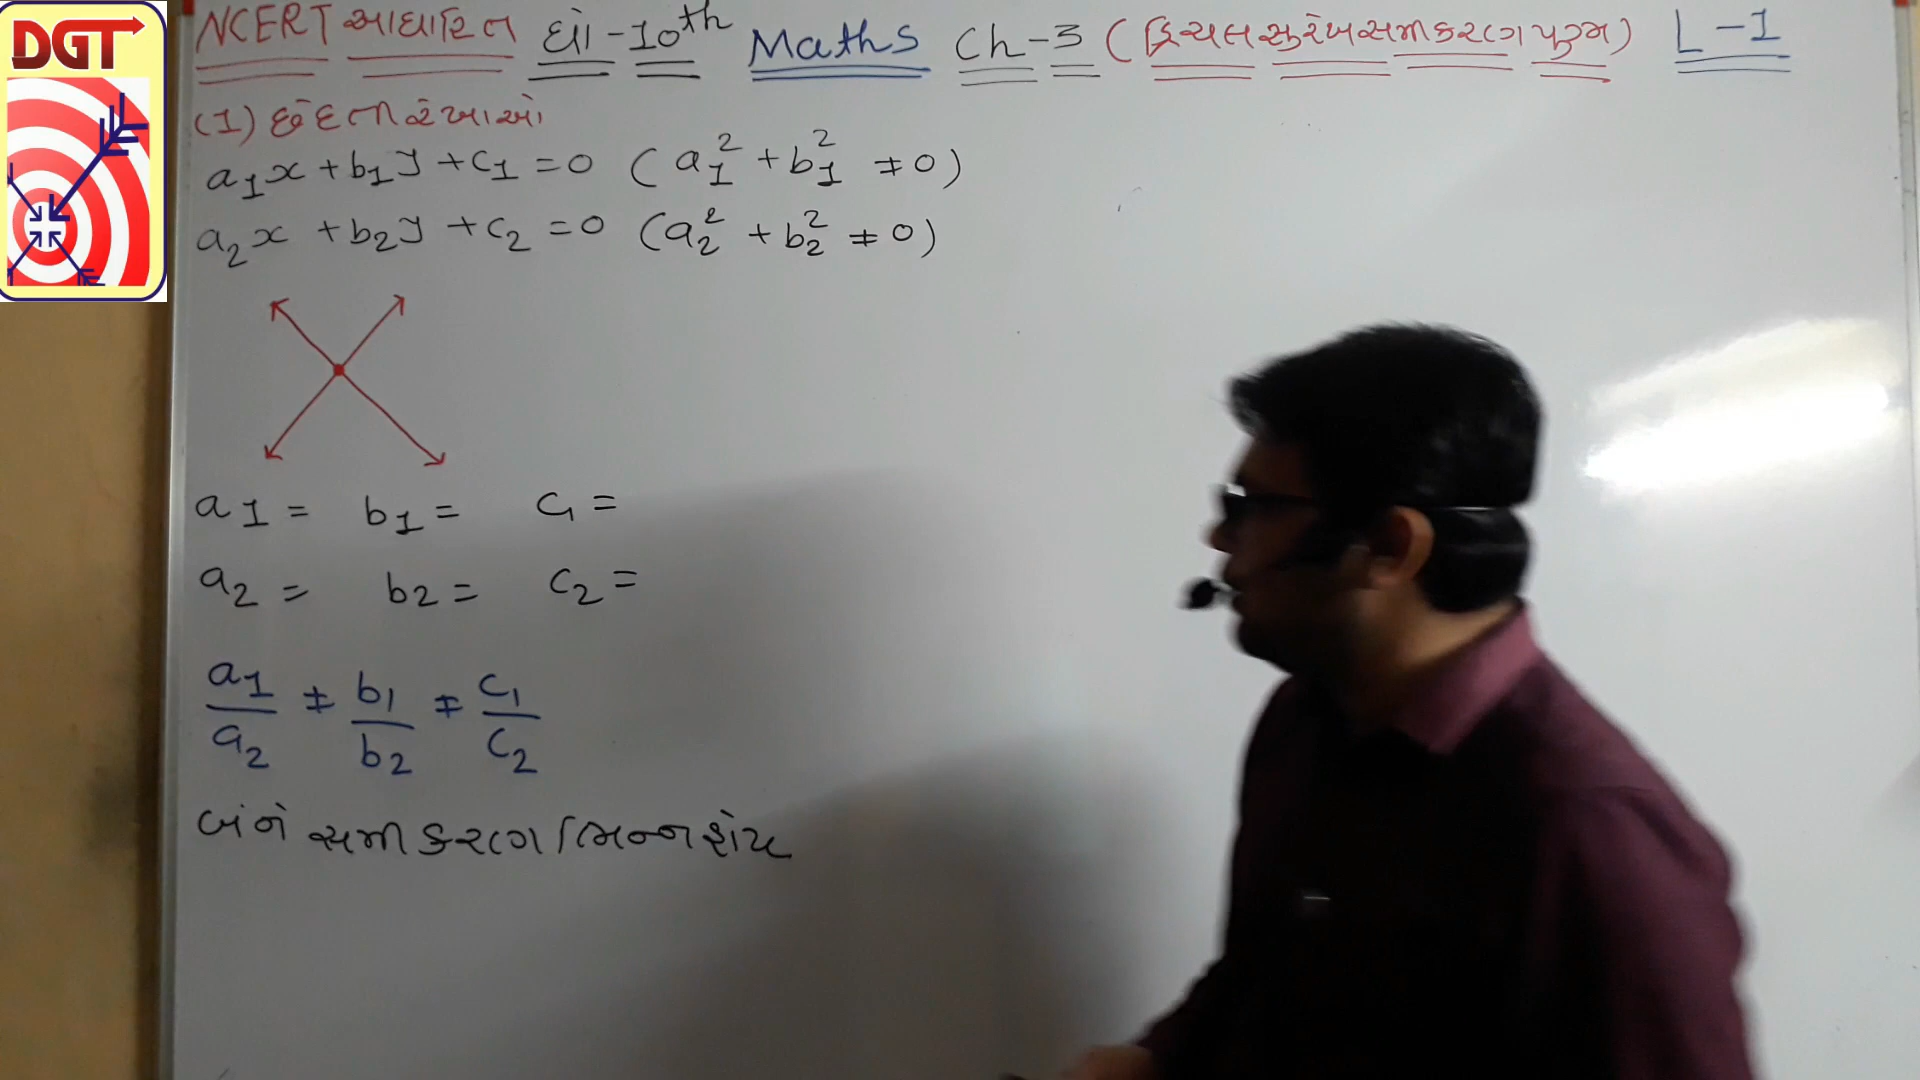 DGT
NCERT આધારિત ધો-10th Maths Ch-3 (દ્વિચલ સુરેખ સમીકરણ યુગ્મ) L-1
(1) છેદતી રેખાઓ
a₁x + b₁y + c₁ = 0 (a₁² + b₁² ≠ 0)
a₂x + b₂y + c₂ = 0 (a₂² + b₂² ≠ 0)
a₁ = b₁ = c₁ =
a₂ = b₂ = c₂ =
a₁/a₂ ≠ b₁/b₂ ≠ c₁/c₂
બંને સમીકરણ ભિન્ન હોય